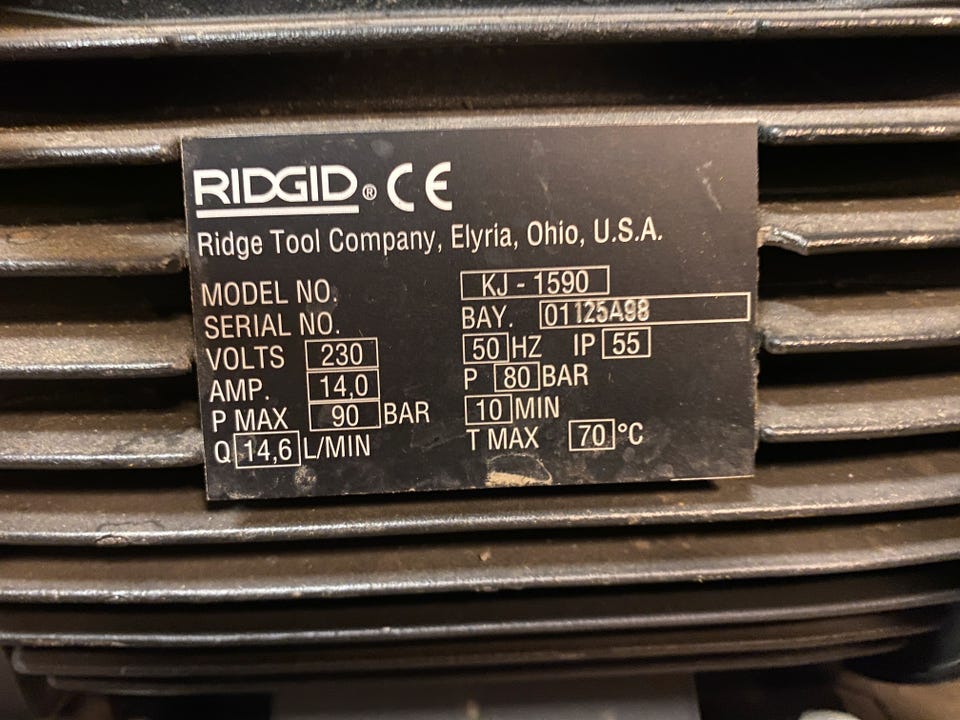 RIDGID® CE
Ridge Tool Company, Elyria, Ohio, U.S.A.
MODEL NO. KJ - 1590
SERIAL NO. BAY. 01125A98
VOLTS 230 50 HZ IP 55
AMP. 14,0 P 80 BAR
P MAX 90 BAR 10 MIN
Q 14,6 L/MIN T MAX 70 °C